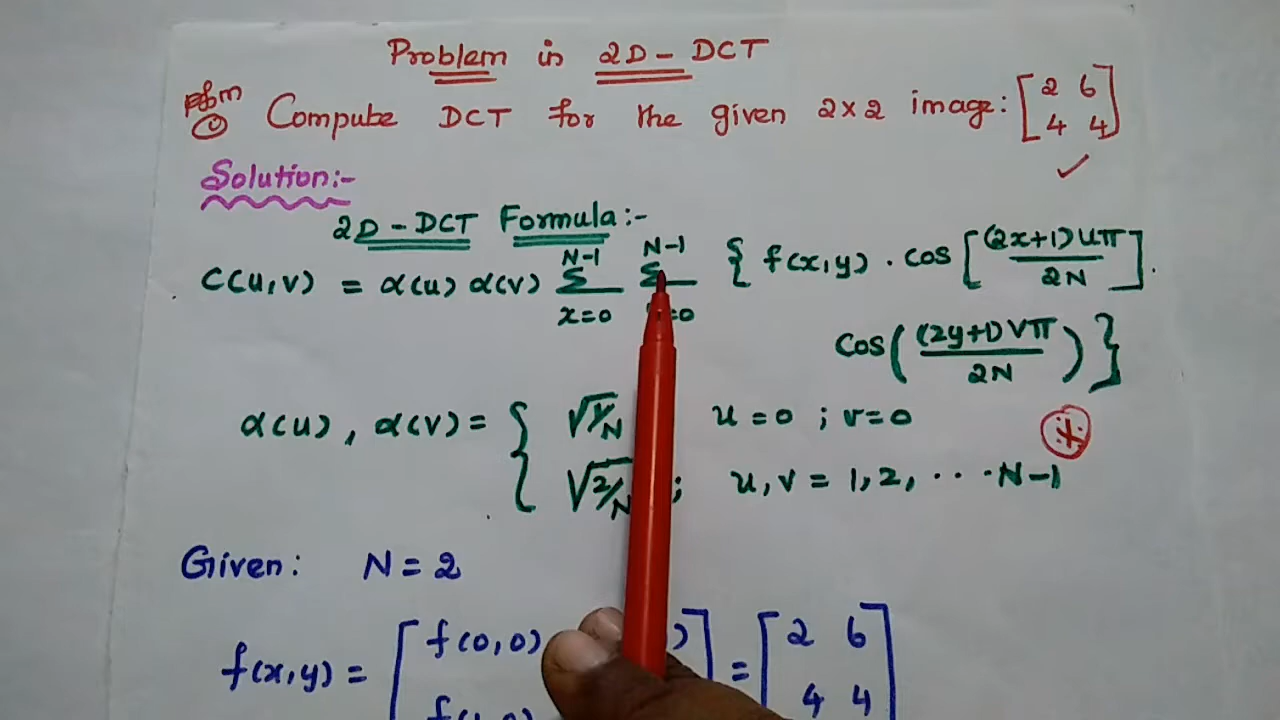 Problem in 2D - DCT
pbm ① Compute DCT for the given 2x2 image: [2 6
4 4]
Solution:-
2D - DCT Formula:-
C(u,v) = α(u) α(v) N-1 Σ x=0 N-1 Σ =0 { f(x,y) . cos [(2x+1)uπ / 2N] .
Cos((2y+1)vπ / 2N) }
α(u), α(v) = { √1/N u=0 ; v=0
√2/N ; u,v = 1,2, ... N-1
Given: N=2
f(x,y) = [f(0,0) ) ] = [2 6
4 4